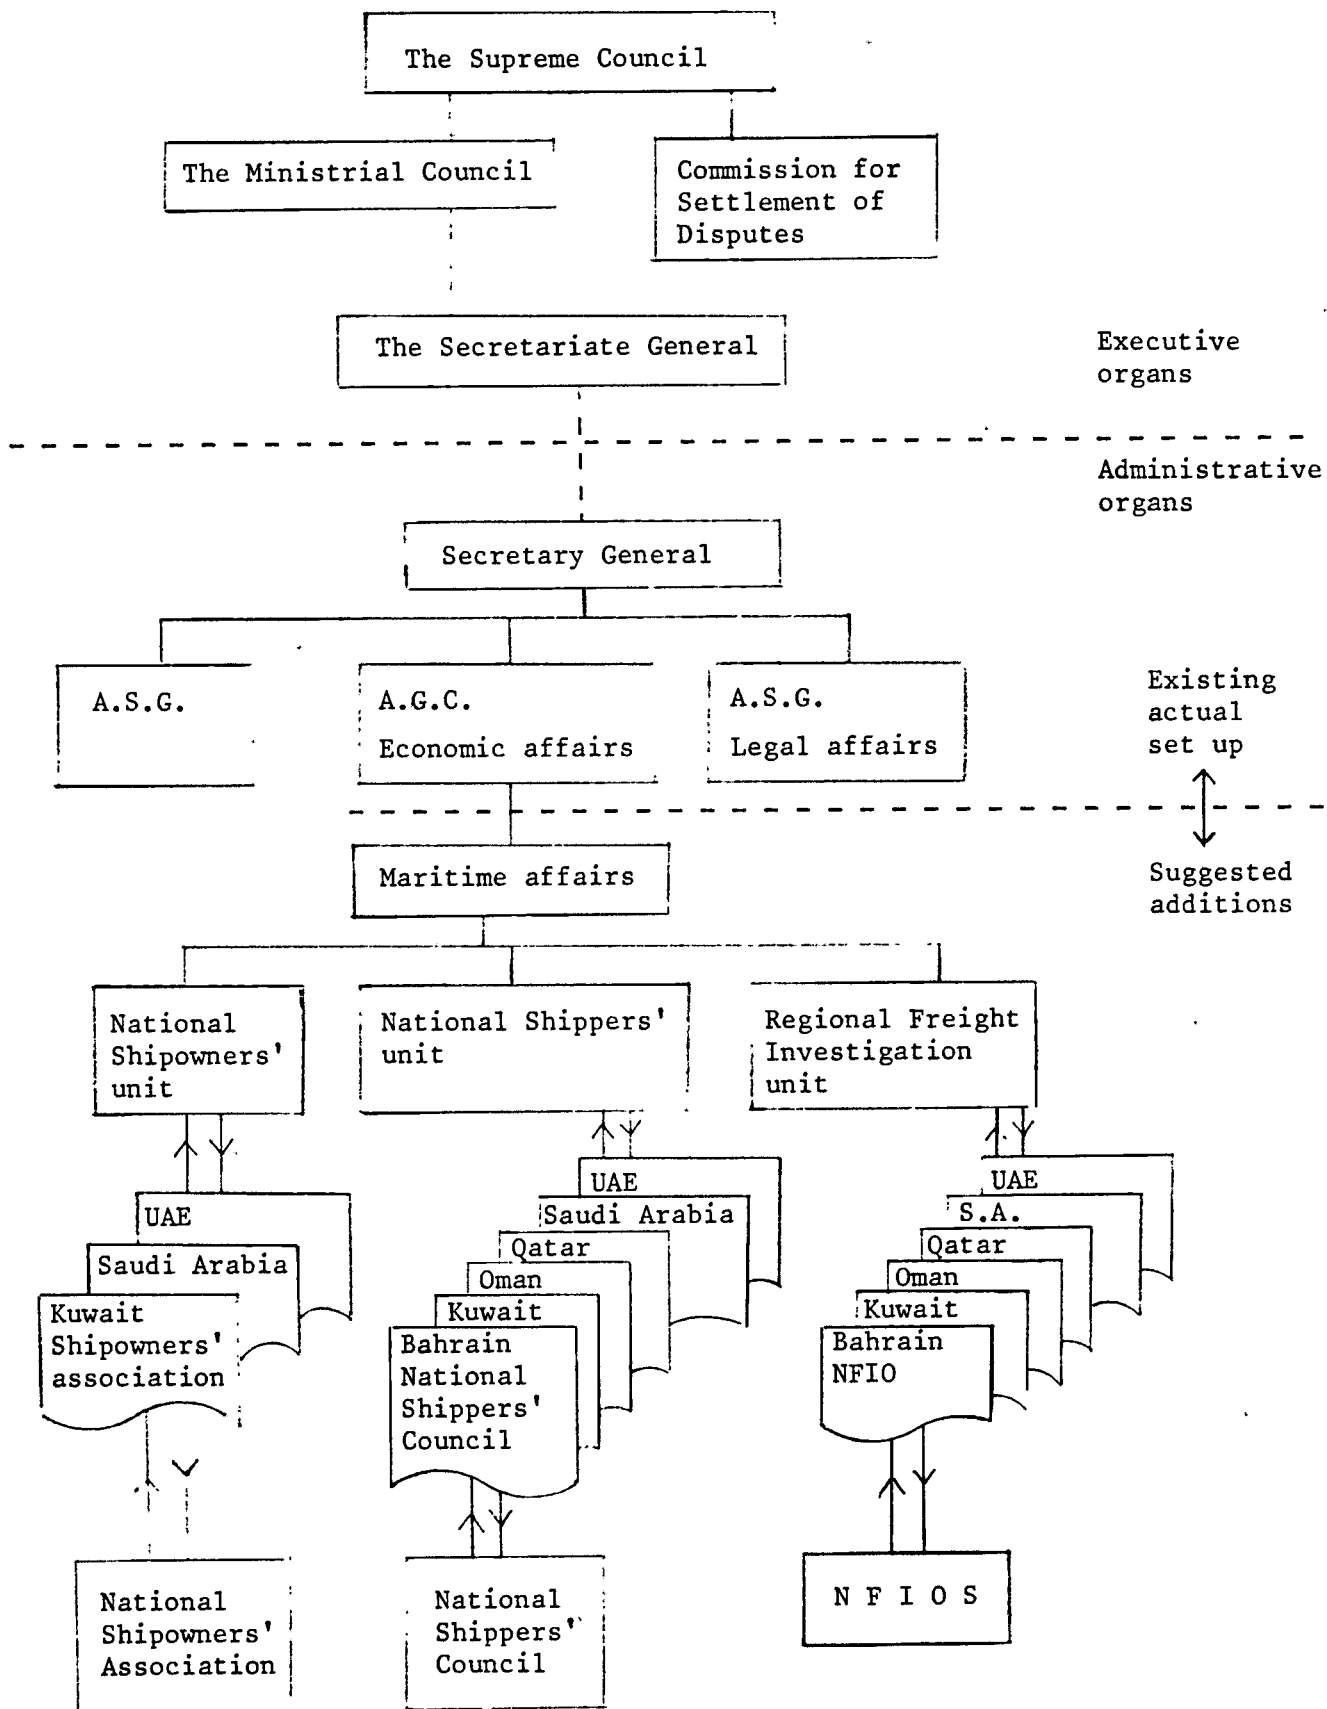 The Supreme Council
The Ministrial Council
Commission for
Settlement of
Disputes
The Secretariate General
Executive
organs
Administrative
organs
Secretary General
A.S.G.
A.G.C.
Economic affairs
A.S.G.
Legal affairs
Existing
actual
set up
Maritime affairs
Suggested
additions
National
Shipowners'
unit
National Shippers'
unit
Regional Freight
Investigation
unit
UAE
Saudi Arabia
Kuwait
Shipowners'
association
UAE
Saudi Arabia
Qatar
Oman
Kuwait
Bahrain
National
Shippers'
Council
UAE
S.A.
Qatar
Oman
Kuwait
Bahrain
NFIO
National
Shipowners'
Association
National
Shippers'
Council
N F I O S